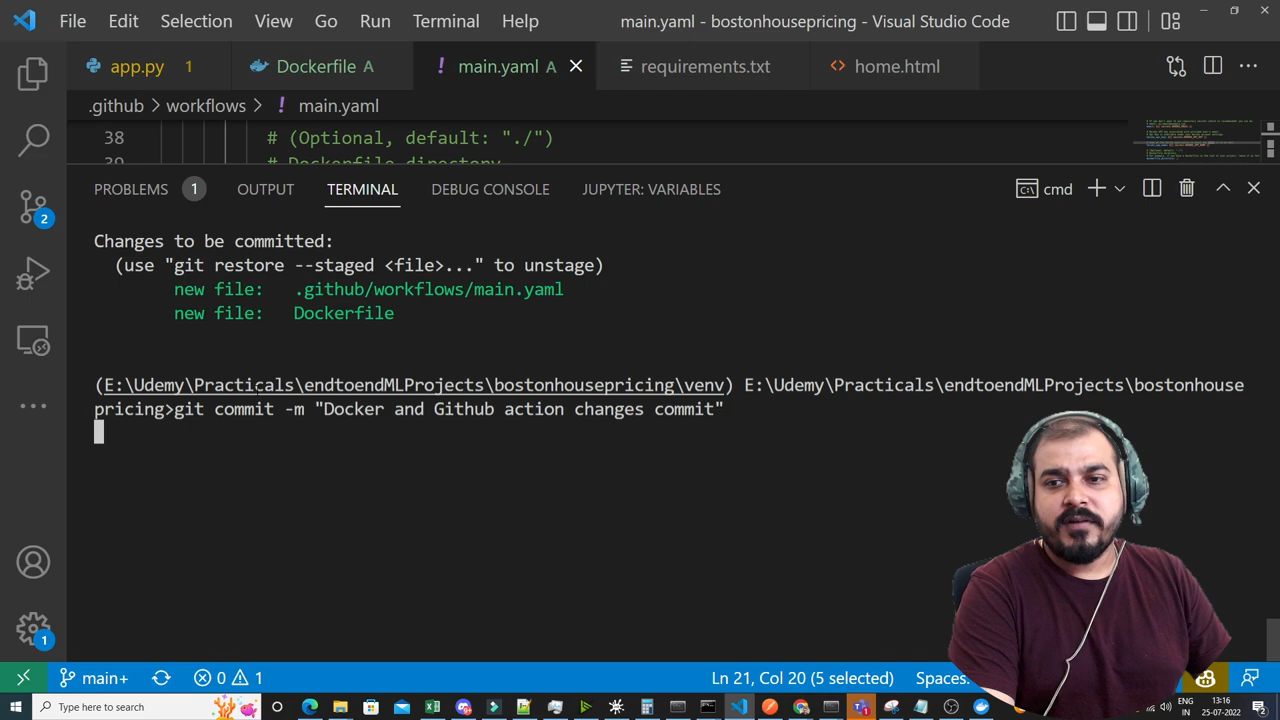 File Edit Selection View Go Run Terminal Help main.yaml - bostonhousepricing - Visual Studio Code
app.py 1 Dockerfile A ! main.yaml A requirements.txt <> home.html
.github > workflows > ! main.yaml
38 # (Optional, default: "./")
39 # Dockerfile directory
PROBLEMS 1 OUTPUT TERMINAL DEBUG CONSOLE JUPYTER: VARIABLES cmd
Changes to be committed:
(use "git restore --staged <file>..." to unstage)
new file: .github/workflows/main.yaml
new file: Dockerfile
(E:\Udemy\Practicals\endtoendMLProjects\bostonhousepricing\venv) E:\Udemy\Practicals\endtoendMLProjects\bostonhouse
pricing>git commit -m "Docker and Github action changes commit"
2
1
main+ 0 1 Ln 21, Col 20 (5 selected) Spaces:
Type here to search
ENG 13:16
IN 25-07-2022